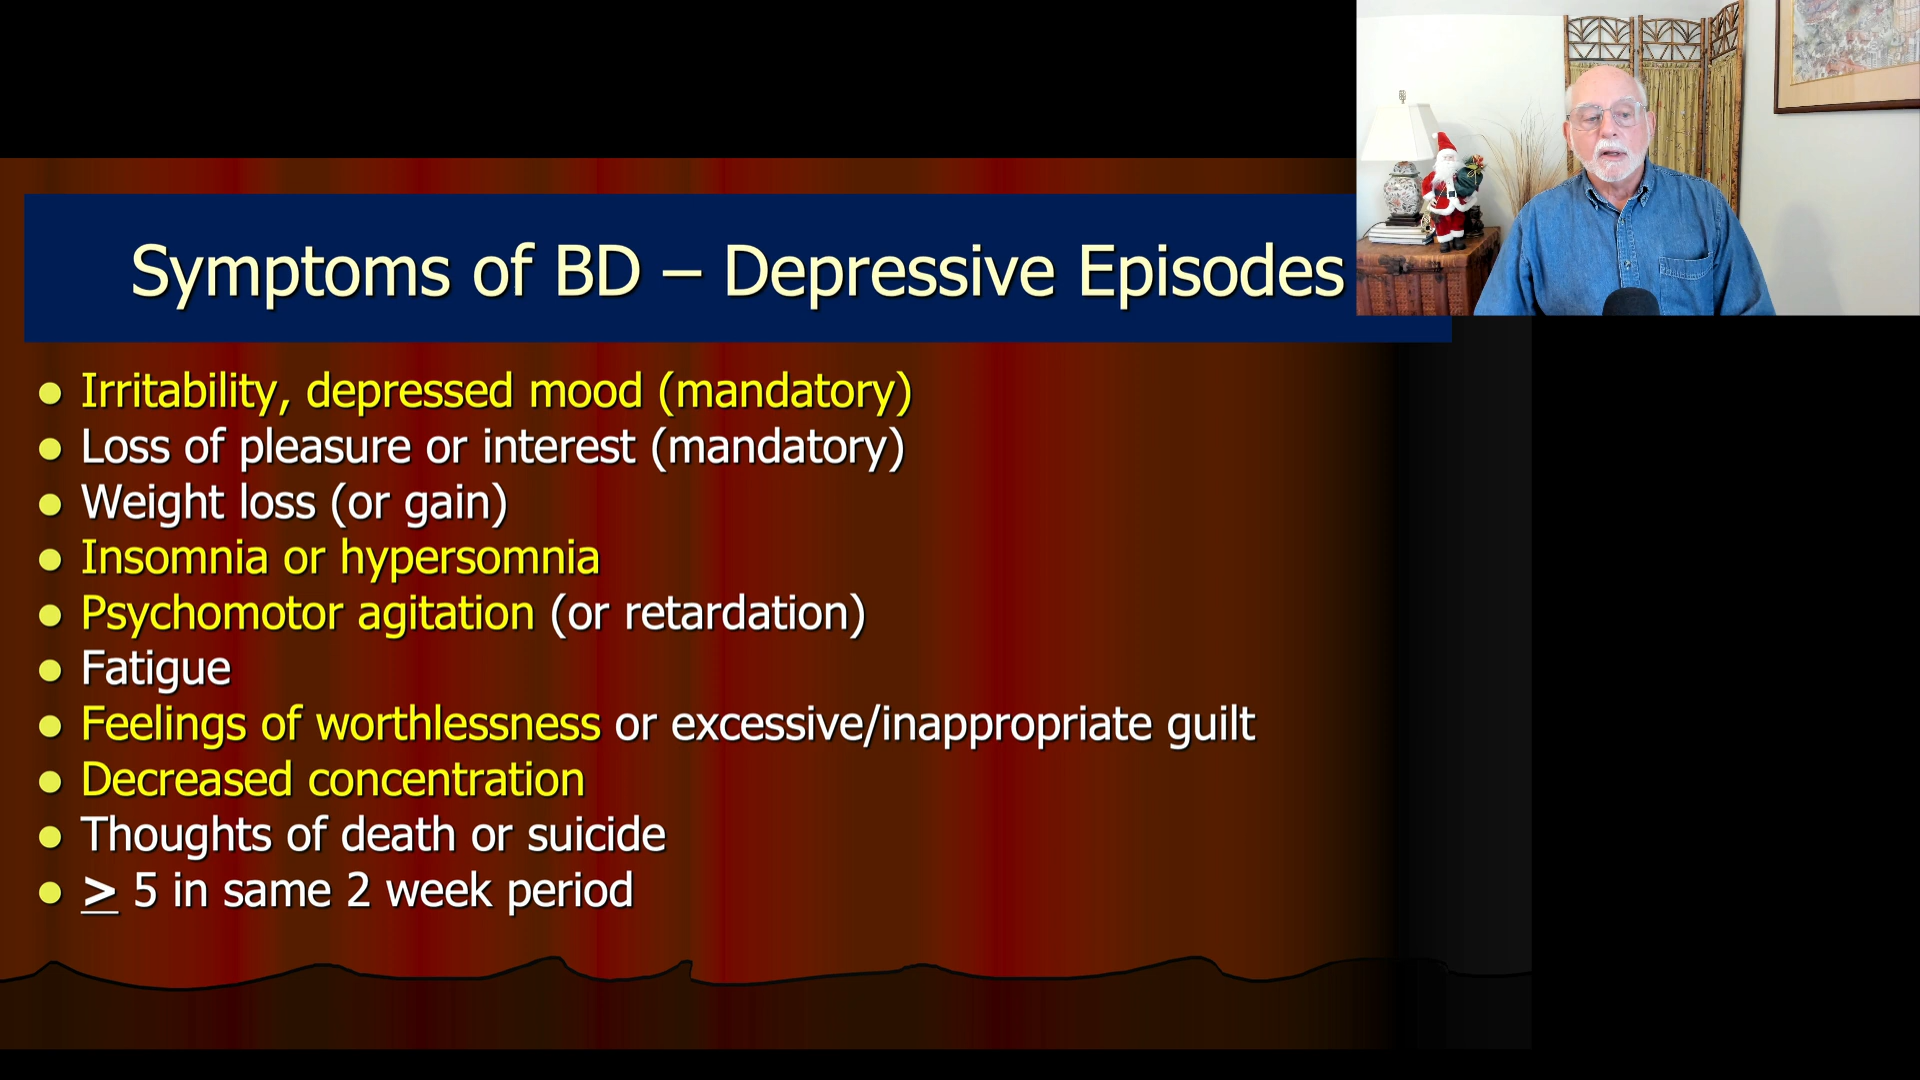 Symptoms of BD – Depressive Episodes
Irritability, depressed mood (mandatory)
Loss of pleasure or interest (mandatory)
Weight loss (or gain)
Insomnia or hypersomnia
Psychomotor agitation (or retardation)
Fatigue
Feelings of worthlessness or excessive/inappropriate guilt
Decreased concentration
Thoughts of death or suicide
> 5 in same 2 week period